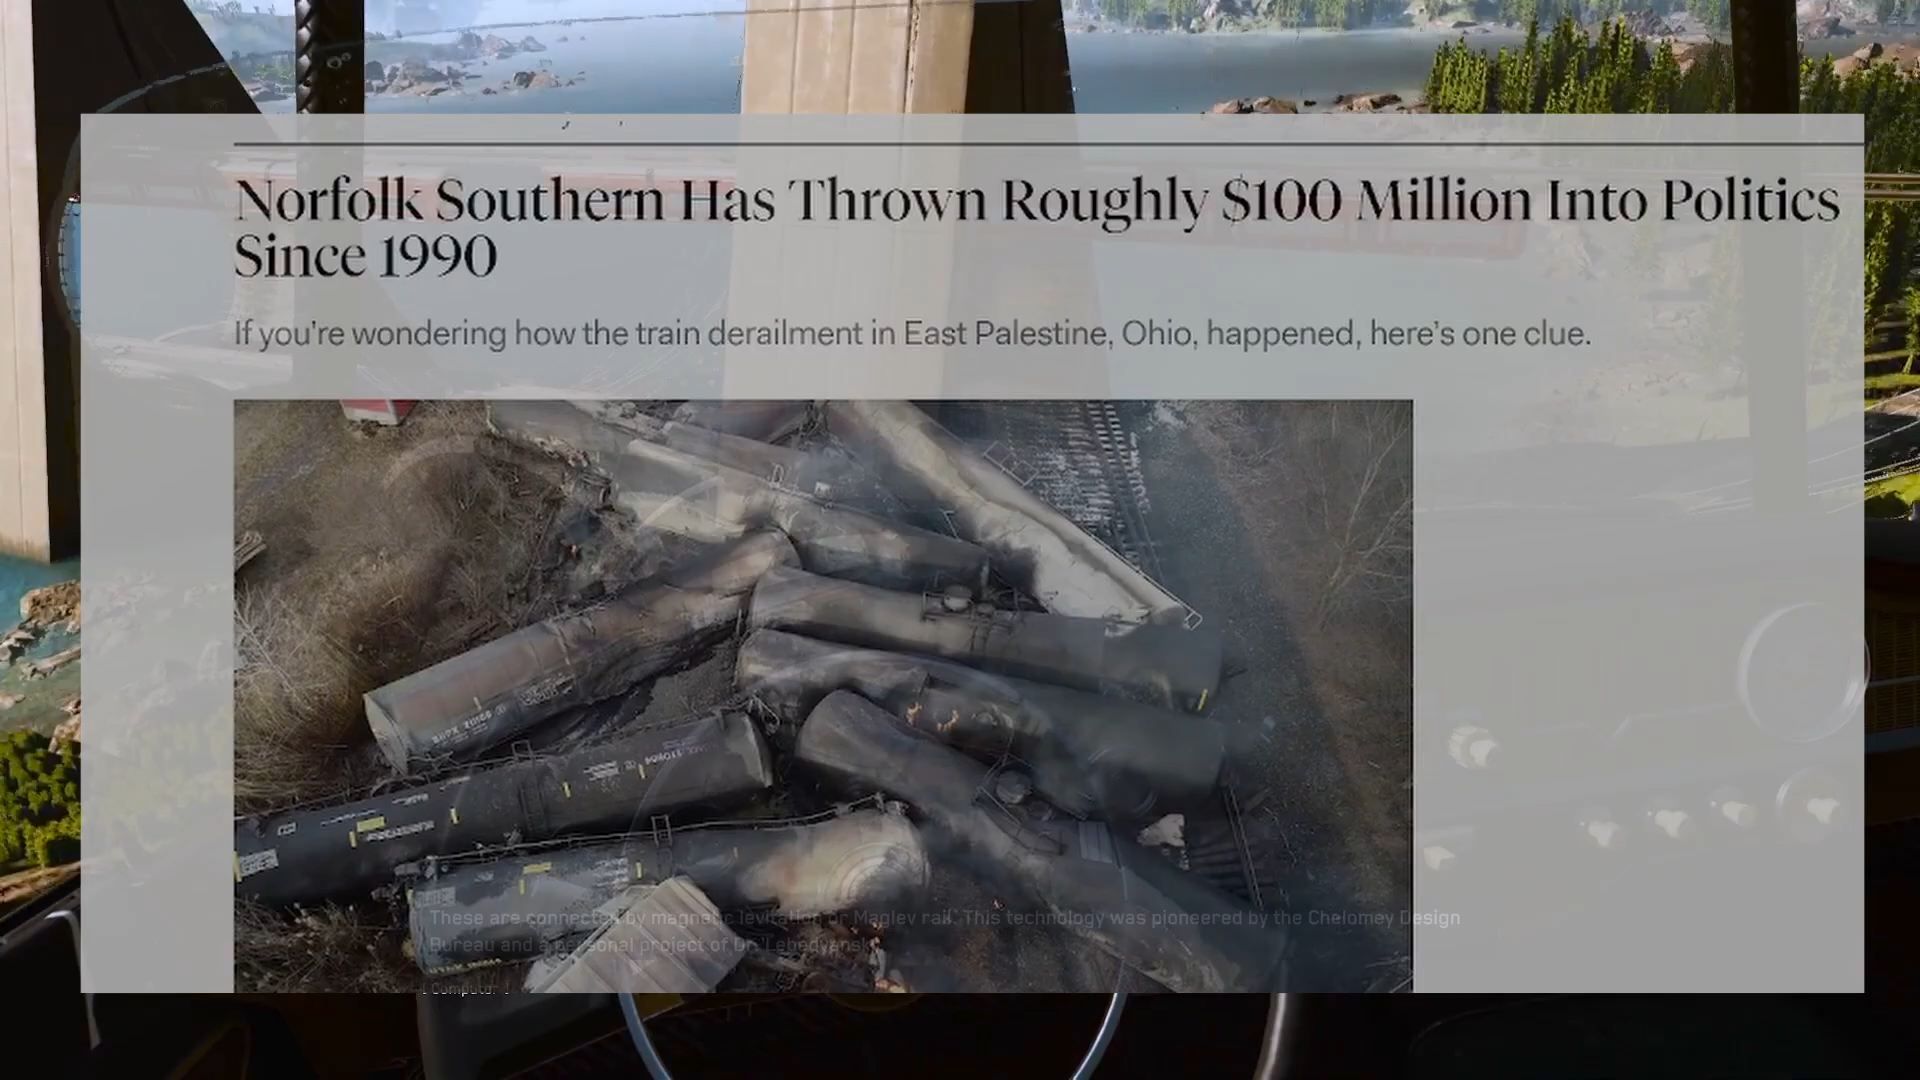 Norfolk Southern Has Thrown Roughly $100 Million Into Politics
Since 1990
If you're wondering how the train derailment in East Palestine, Ohio, happened, here's one clue.
These are connected by magnetic levitation or Maglev rail. This technology was pioneered by the Chelomey Design
Bureau and a personal project of Dr. Lebedyansky
[ Computer ]